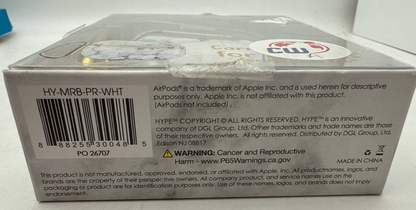 HY-MRB-PR-WHT
8 88255 30048 5
PO 26707
AirPods® is a trademark of Apple Inc. and is used herein for descriptive
purposes only. Apple Inc. is not affiliated with this product.
(AirPods not included).
HYPE™ COPYRIGHT © ALL RIGHTS RESERVED. HYPE™ is an innovative
company of DGL Group, Ltd. Other trademarks and trade names are those
of their respective owners. All rights reserved. Distributed by DGL Group, Ltd.
Edison NJ 08817
WARNING: Cancer and Reproductive
Harm - www.P65Warnings.ca.gov
MADE IN CHINA
This product is not manufactured, approved, endorsed, or affiliated with Apple Inc. All product names, logos, and
brands are the property of their respective owners. All company, product and service names used on this
packaging or product are for identification purposes only. Use of these names, logos, and brands does not imply
endorsement.